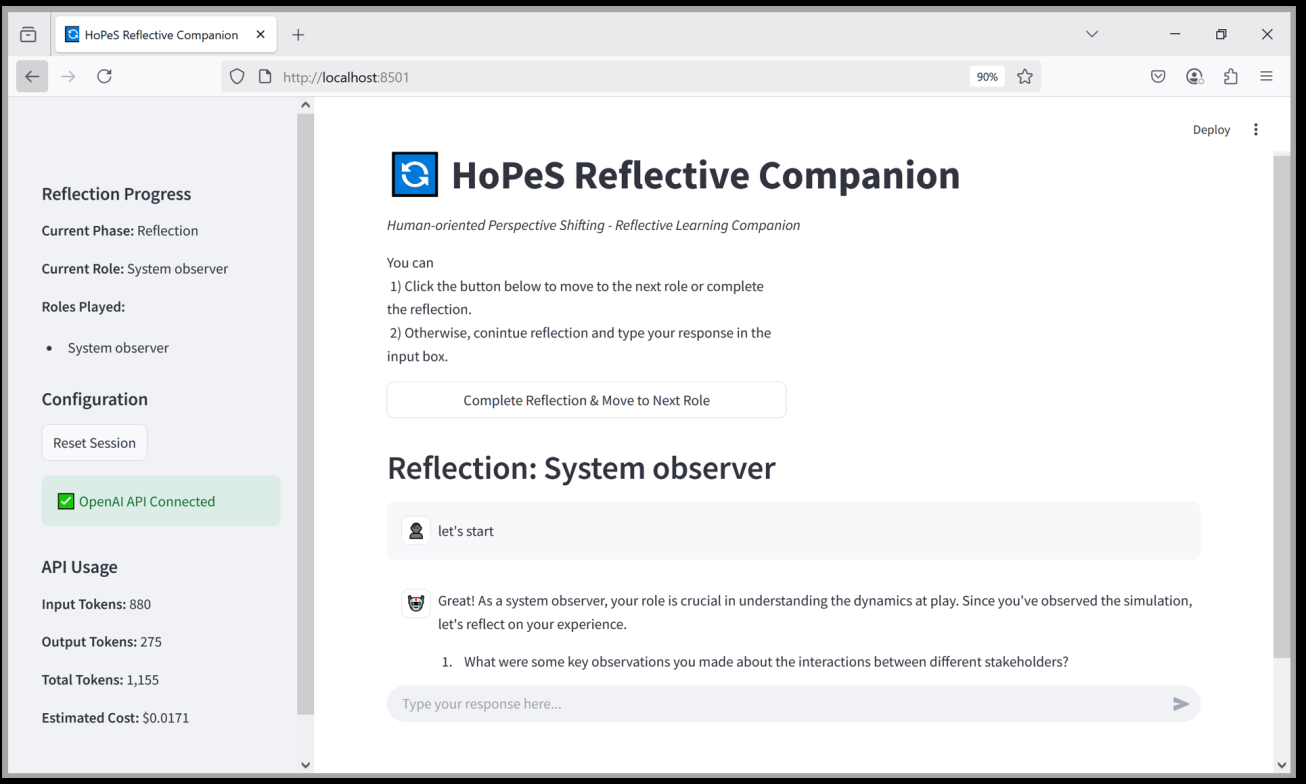 HoPeS Reflective Companion
http://localhost:8501
90%
Reflection Progress
Current Phase: Reflection
Current Role: System observer
Roles Played:
• System observer
Configuration
Reset Session
OpenAI API Connected
API Usage
Input Tokens: 880
Output Tokens: 275
Total Tokens: 1,155
Estimated Cost: $0.0171
Deploy
HoPeS Reflective Companion
Human-oriented Perspective Shifting - Reflective Learning Companion
You can
1) Click the button below to move to the next role or complete
the reflection.
2) Otherwise, conintue reflection and type your response in the
input box.
Complete Reflection & Move to Next Role
Reflection: System observer
let's start
Great! As a system observer, your role is crucial in understanding the dynamics at play. Since you've observed the simulation,
let's reflect on your experience.
1. What were some key observations you made about the interactions between different stakeholders?
Type your response here...